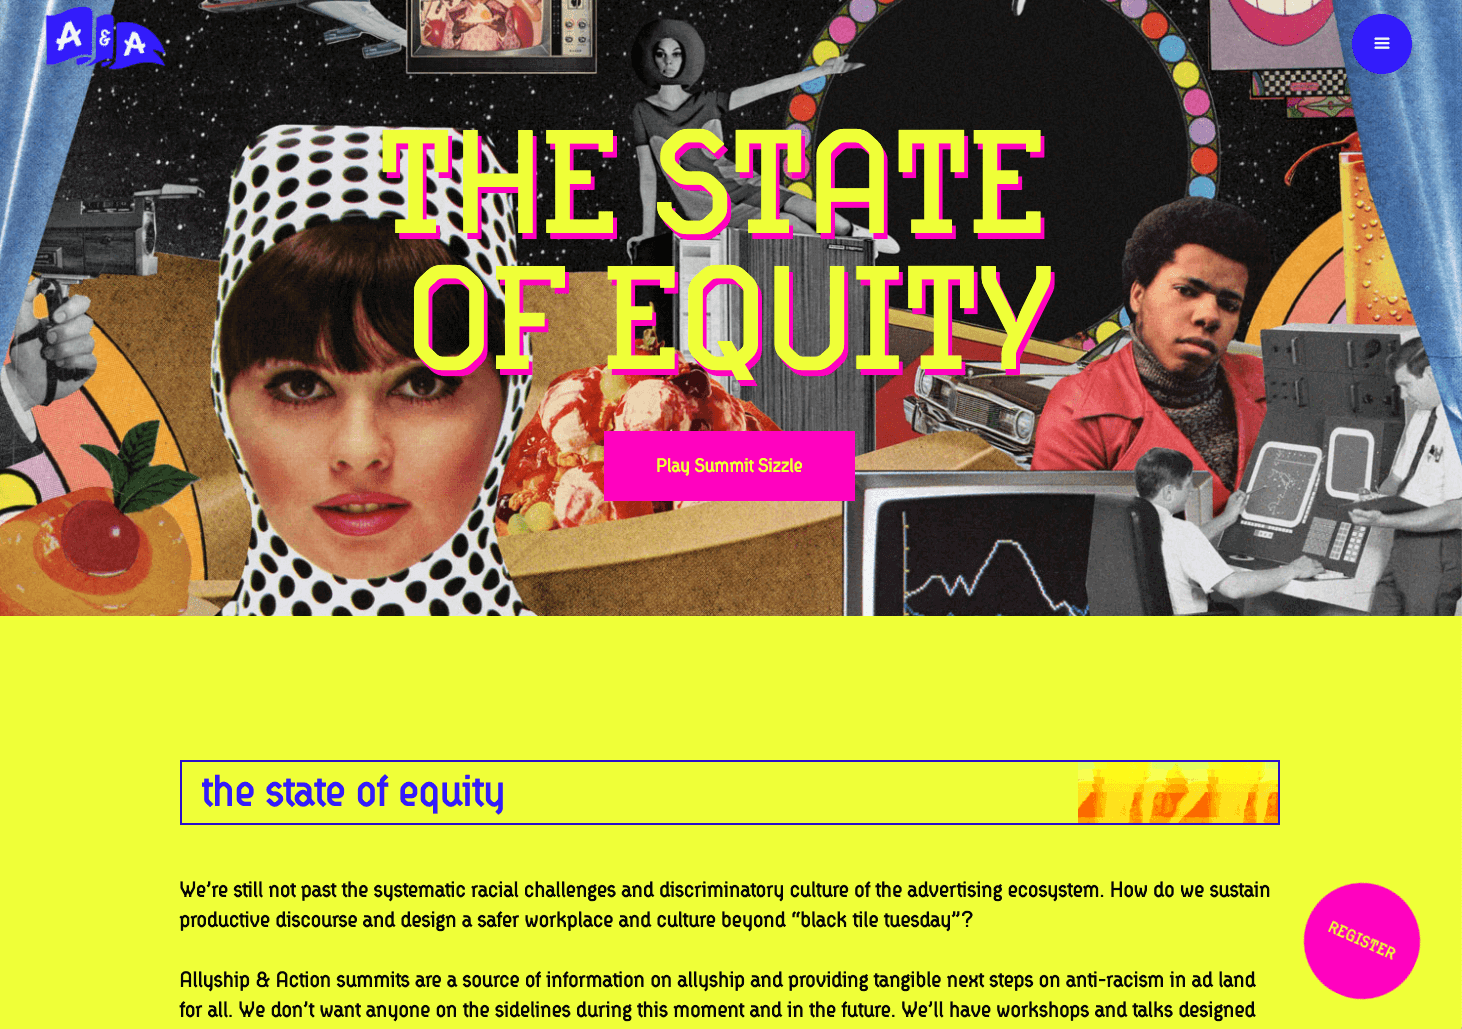 A & A
THE STATE
OF EQUITY
Play Summit Sizzle
the state of equity
We're still not past the systematic racial challenges and discriminatory culture of the advertising ecosystem. How do we sustain
productive discourse and design a safer workplace and culture beyond “black tile tuesday”?
REGISTER
Allyship & Action summits are a source of information on allyship and providing tangible next steps on anti-racism in ad land
for all. We don't want anyone on the sidelines during this moment and in the future. We'll have workshops and talks designed